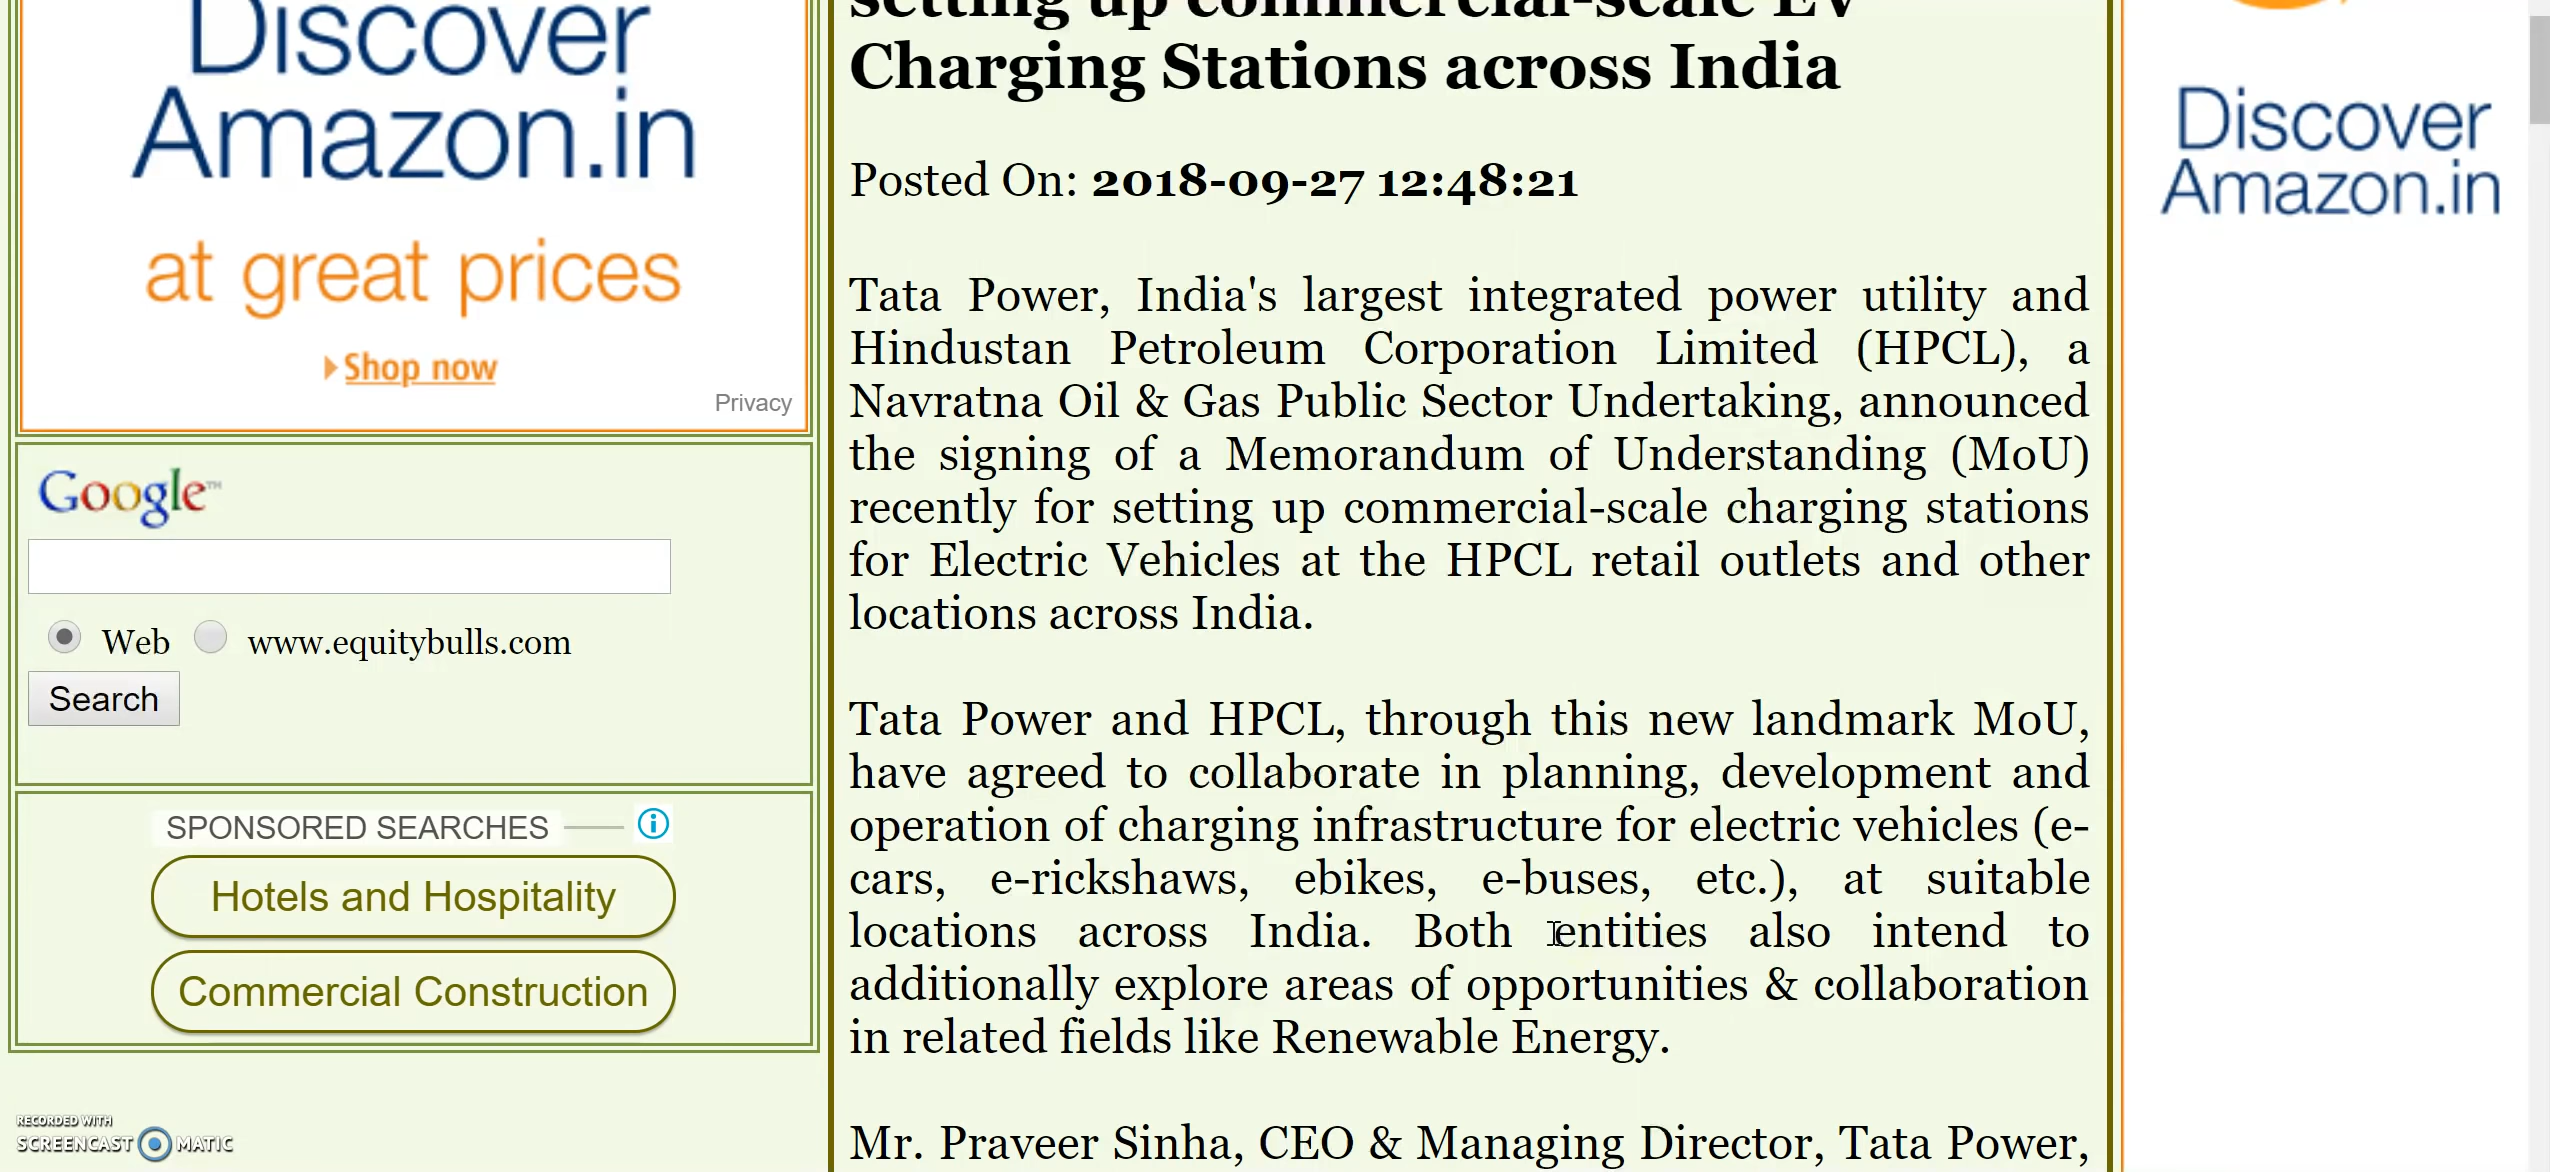 Discover
Amazon.in
at great prices
Shop now
Privacy
Google™
Web www.equitybulls.com
Search
SPONSORED SEARCHES
Hotels and Hospitality
Commercial Construction
RECORDED WITH
SCREENCAST MATIC
setting up commercial-scale EV
Charging Stations across India
Posted On: 2018-09-27 12:48:21
Tata Power, India's largest integrated power utility and
Hindustan Petroleum Corporation Limited (HPCL), a
Navratna Oil & Gas Public Sector Undertaking, announced
the signing of a Memorandum of Understanding (MoU)
recently for setting up commercial-scale charging stations
for Electric Vehicles at the HPCL retail outlets and other
locations across India.
Tata Power and HPCL, through this new landmark MoU,
have agreed to collaborate in planning, development and
operation of charging infrastructure for electric vehicles (e-
cars, e-rickshaws, ebikes, e-buses, etc.), at suitable
locations across India. Both entities also intend to
additionally explore areas of opportunities & collaboration
in related fields like Renewable Energy.
Mr. Praveer Sinha, CEO & Managing Director, Tata Power,
Discover
Amazon.in